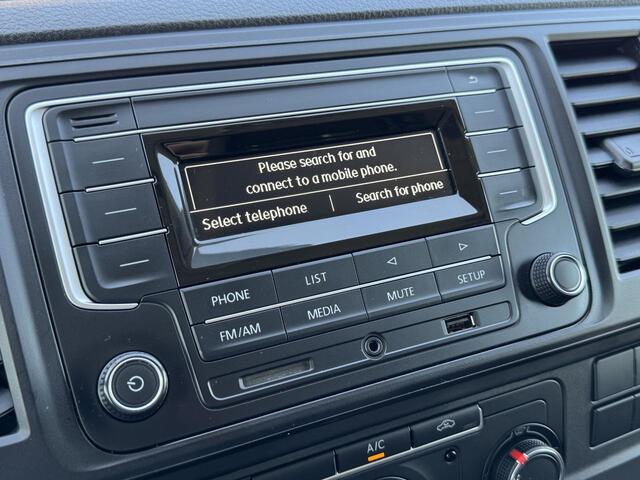 Please search for and
connect to a mobile phone.
Select telephone | Search for phone
PHONE LIST
FM/AM MEDIA MUTE SETUP
A/C